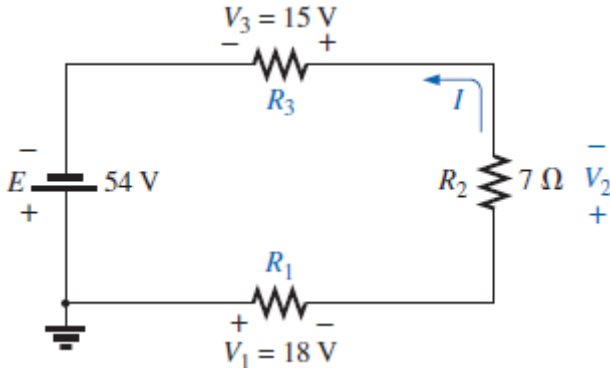 V₃ = 15 V
− +
R₃
I
−
E 54 V
+
R₂ 7 Ω
−
V₂
+
R₁
+ −
V₁ = 18 V